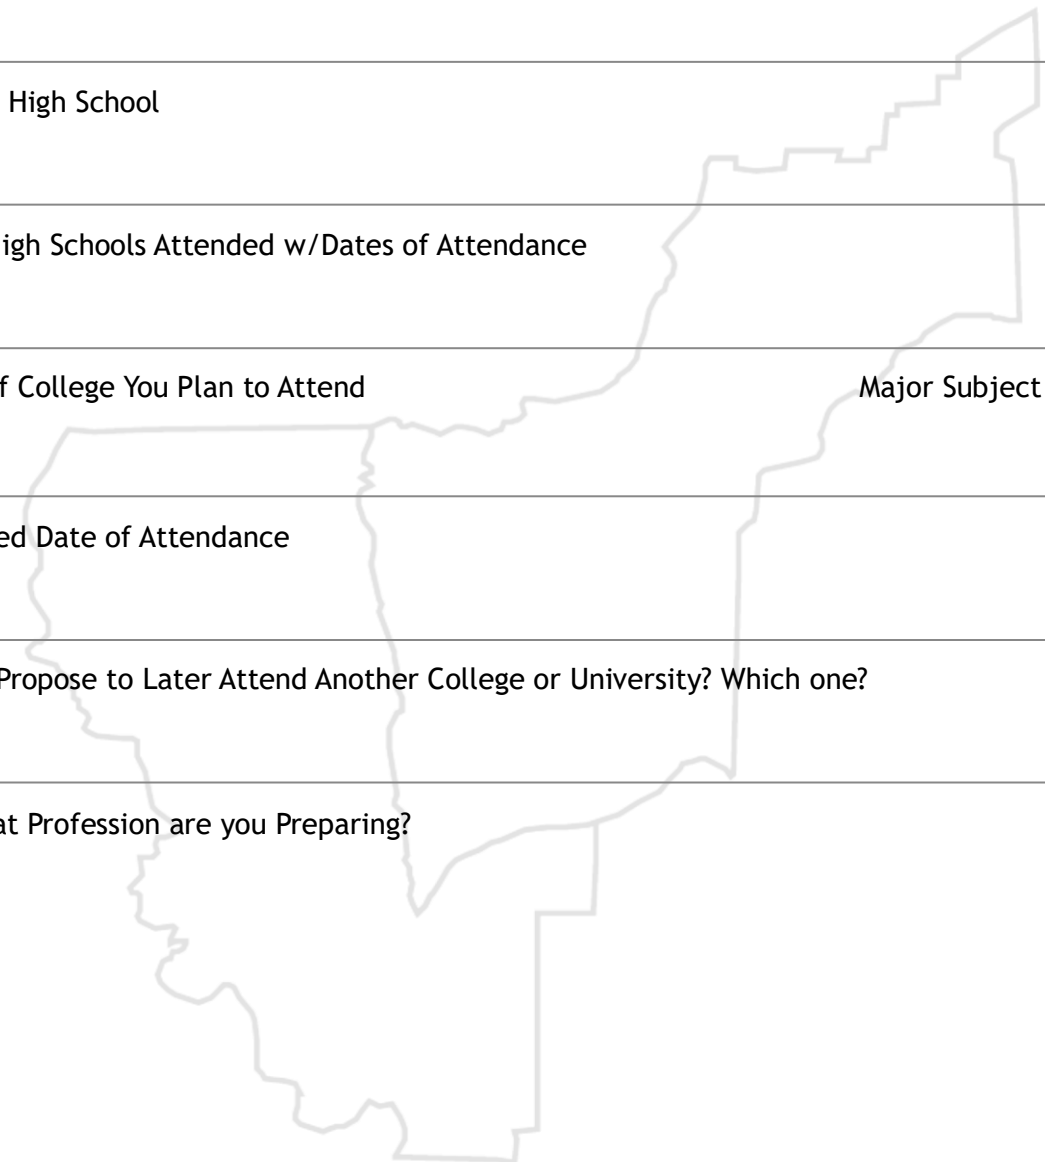 High School
igh Schools Attended w/Dates of Attendance
f College You Plan to Attend Major Subject
ed Date of Attendance
Propose to Later Attend Another College or University? Which one?
at Profession are you Preparing?